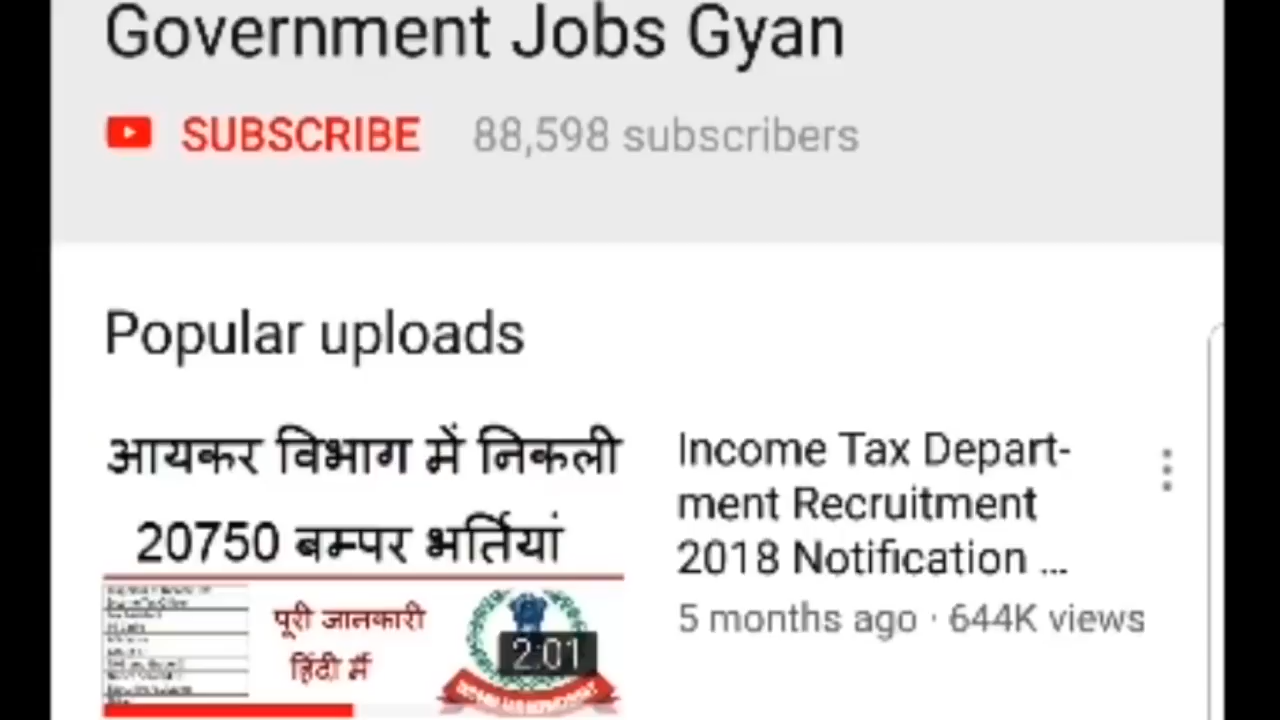 Government Jobs Gyan
SUBSCRIBE 88,598 subscribers
Popular uploads
आयकर विभाग में निकली
20750 बम्पर भर्तियां
पूरी जानकारी
हिंदी में
2:01
Income Tax Depart-
ment Recruitment
2018 Notification ...
5 months ago · 644K views